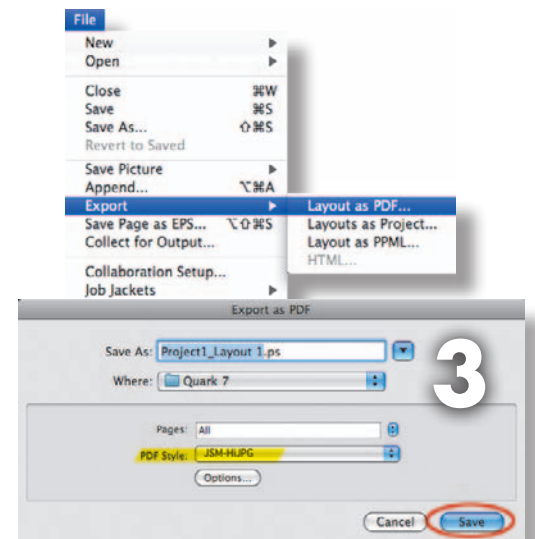 File
New
Open
Close ⌘W
Save ⌘S
Save As... ⇧⌘S
Revert to Saved
Save Picture
Append... ⌥⌘A
Export
Layout as PDF...
Save Page as EPS... ⌥⇧⌘S
Layouts as Project...
Collect for Output...
Layout as PPML...
HTML...
Collaboration Setup...
Job Jackets
Export as PDF
Save As: Project1_Layout 1.ps
3
Where: Quark 7
Pages: All
PDF Style: JSM-HiJPG
Options...
Cancel Save